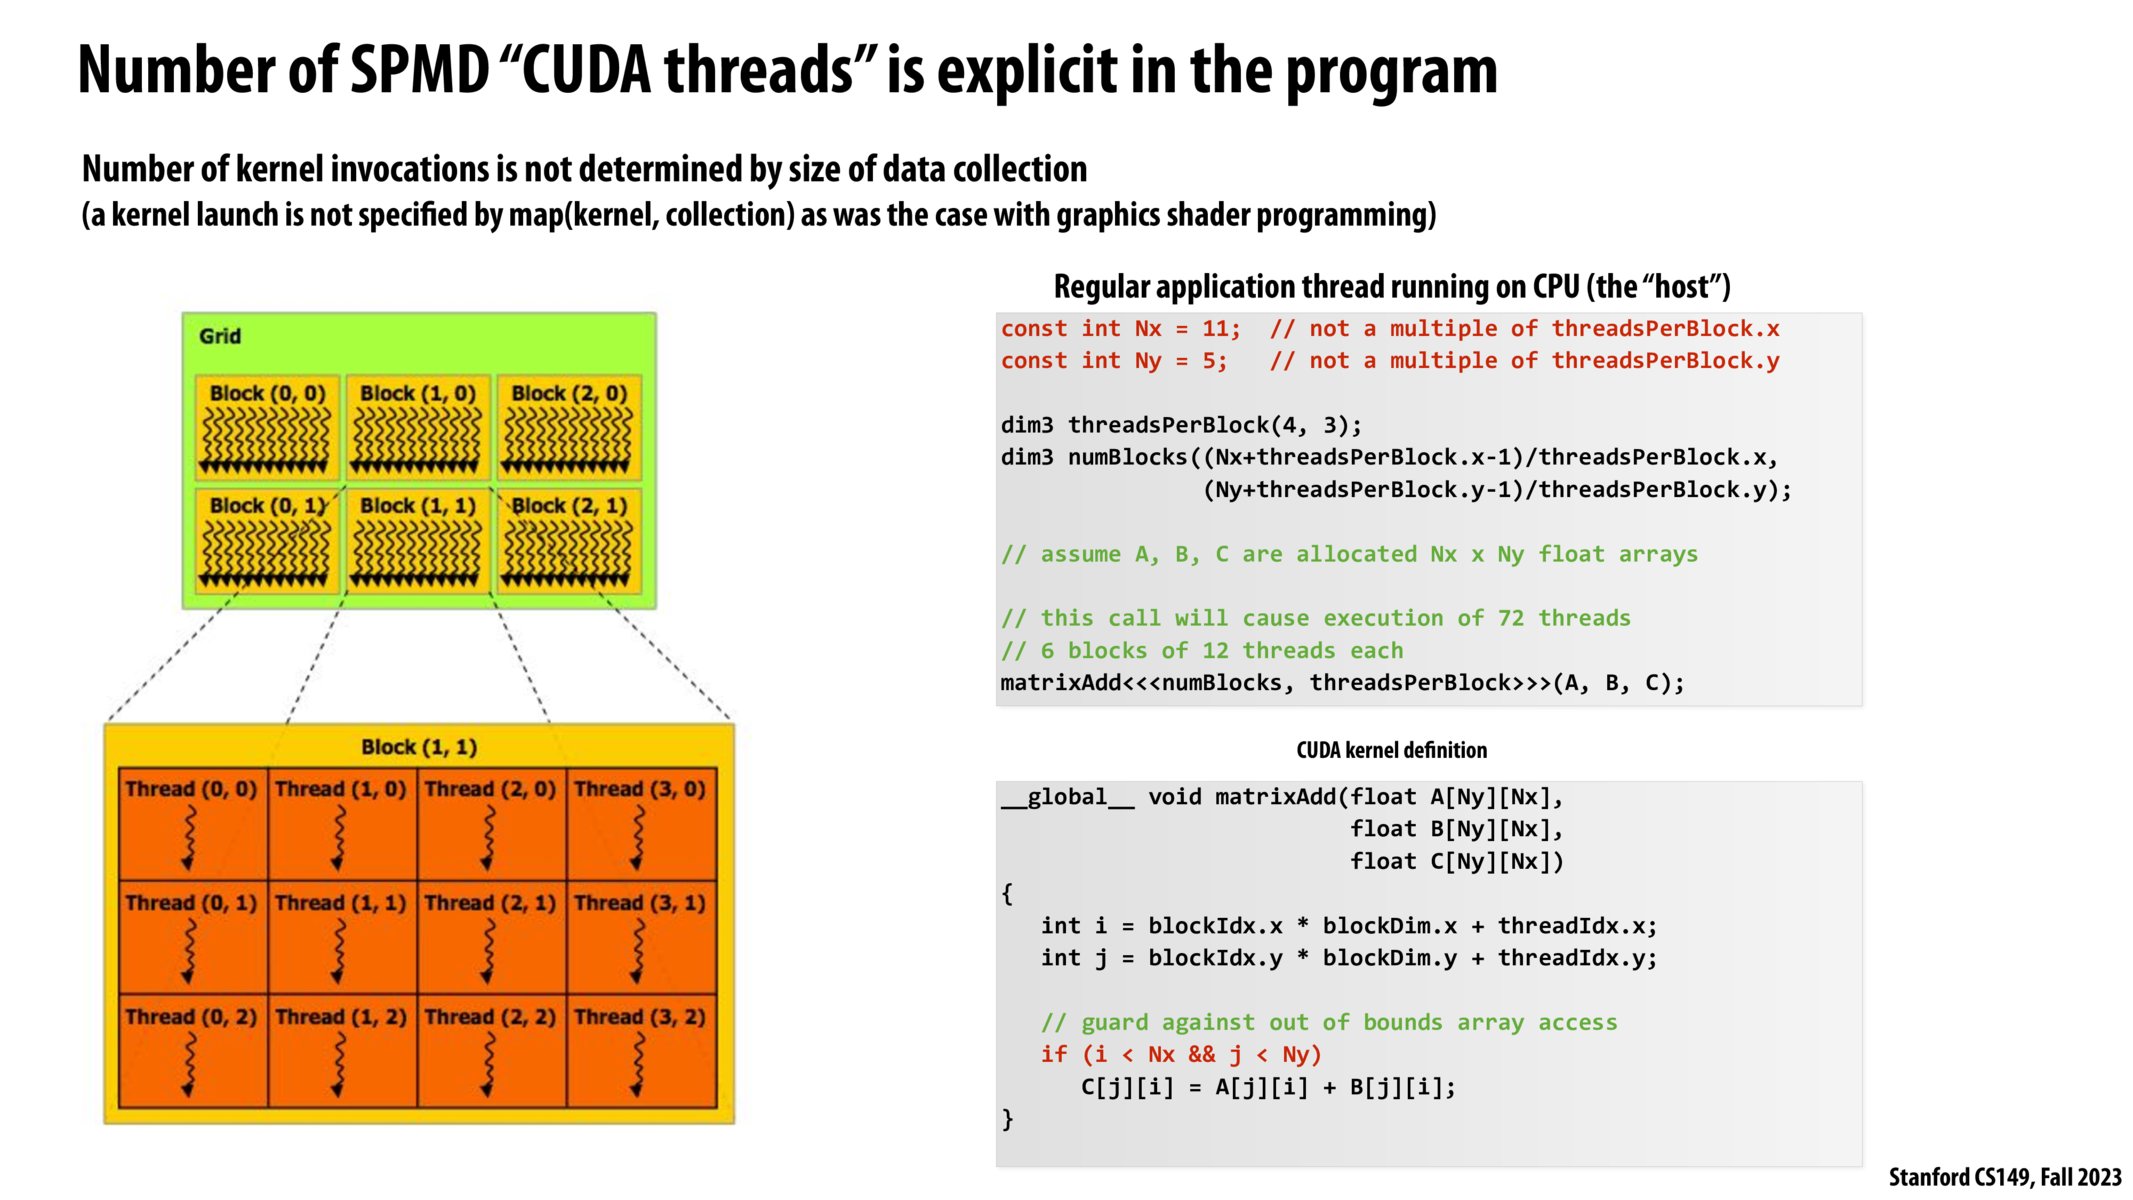 Number of SPMD “CUDA threads” is explicit in the program
Number of kernel invocations is not determined by size of data collection
(a kernel launch is not specified by map(kernel, collection) as was the case with graphics shader programming)
Grid
Block (0, 0) Block (1, 0) Block (2, 0)
Block (0, 1) Block (1, 1) Block (2, 1)
Block (1, 1)
Thread (0, 0) Thread (1, 0) Thread (2, 0) Thread (3, 0)
Thread (0, 1) Thread (1, 1) Thread (2, 1) Thread (3, 1)
Thread (0, 2) Thread (1, 2) Thread (2, 2) Thread (3, 2)
Regular application thread running on CPU (the “host”)
const int Nx = 11;  // not a multiple of threadsPerBlock.x
const int Ny = 5;   // not a multiple of threadsPerBlock.y
dim3 threadsPerBlock(4, 3);
dim3 numBlocks((Nx+threadsPerBlock.x-1)/threadsPerBlock.x,
(Ny+threadsPerBlock.y-1)/threadsPerBlock.y);
// assume A, B, C are allocated Nx x Ny float arrays
// this call will cause execution of 72 threads
// 6 blocks of 12 threads each
matrixAdd<<<numBlocks, threadsPerBlock>>>(A, B, C);
CUDA kernel definition
__global__ void matrixAdd(float A[Ny][Nx],
float B[Ny][Nx],
float C[Ny][Nx])
{
int i = blockIdx.x * blockDim.x + threadIdx.x;
int j = blockIdx.y * blockDim.y + threadIdx.y;
// guard against out of bounds array access
if (i < Nx && j < Ny)
C[j][i] = A[j][i] + B[j][i];
}
Stanford CS149, Fall 2023